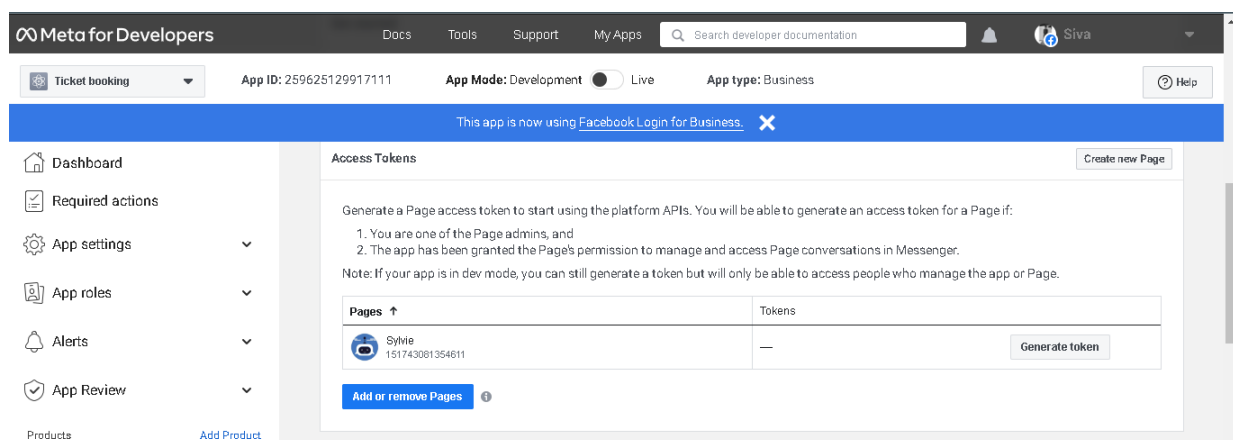 Meta for Developers
Docs Tools Support My Apps Search developer documentation Siva
Ticket booking App ID: 259625129917111 App Mode: Development Live App type: Business Help
This app is now using Facebook Login for Business.
Dashboard
Required actions
App settings
App roles
Alerts
App Review
Products Add Product
Access Tokens Create new Page
Generate a Page access token to start using the platform APIs. You will be able to generate an access token for a Page if:
1. You are one of the Page admins, and
2. The app has been granted the Page's permission to manage and access Page conversations in Messenger.
Note: If your app is in dev mode, you can still generate a token but will only be able to access people who manage the app or Page.
Pages ↑ Tokens
Sylvie
151743081354611 — Generate token
Add or remove Pages